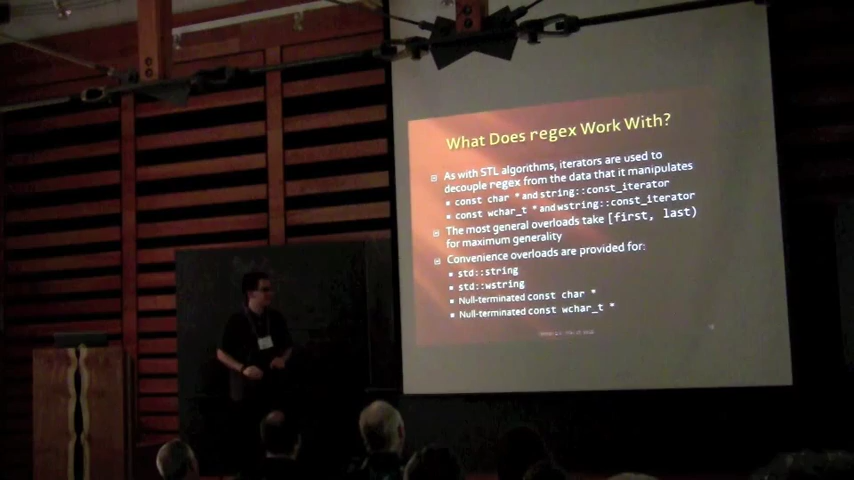 What Does regex Work With?
As with STL algorithms, iterators are used to
decouple regex from the data that it manipulates
const char * and string::const_iterator
const wchar_t * and wstring::const_iterator
The most general overloads take [first, last)
for maximum generality
Convenience overloads are provided for:
std::string
std::wstring
Null-terminated const char *
Null-terminated const wchar_t *